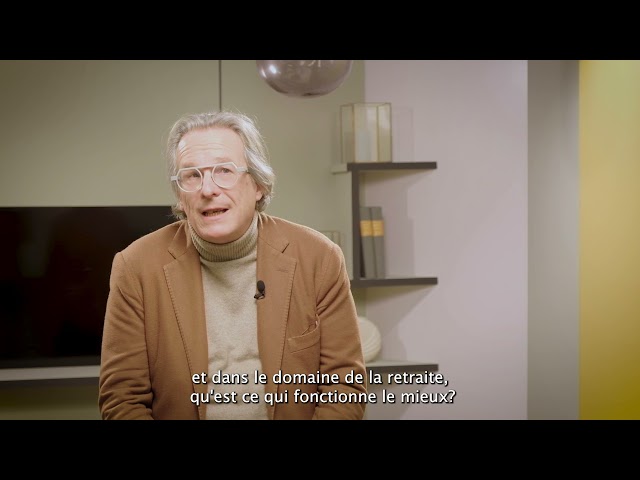 et dans le domaine de la retraite,
qu'est ce qui fonctionne le mieux?